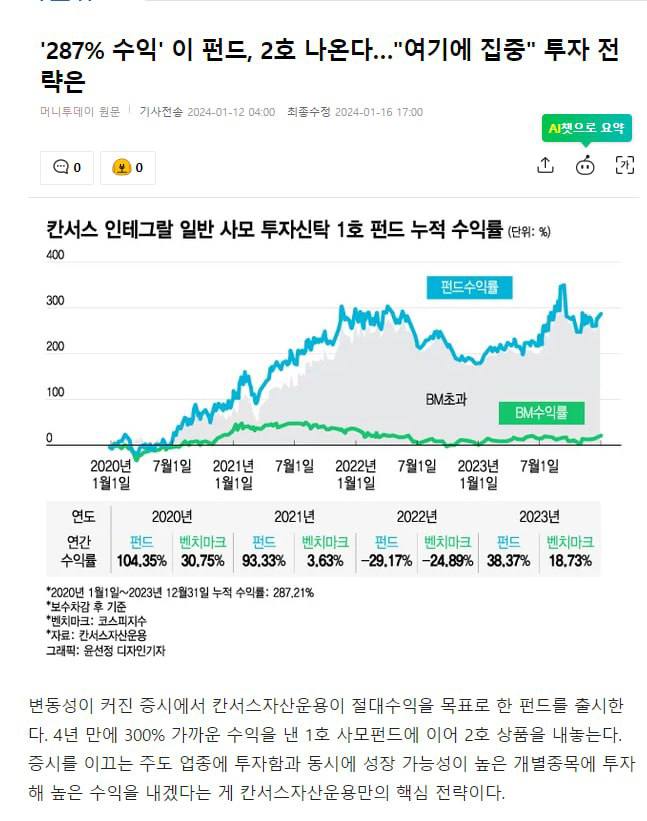 '287% 수익' 이 펀드, 2호 나온다…"여기에 집중" 투자 전
략은
머니투데이 원문 기사전송 2024-01-12 04:00 최종수정 2024-01-16 17:00
AI챗으로 요약
0 0 가
칸서스 인테그랄 일반 사모 투자신탁 1호 펀드 누적 수익률 (단위: %)
400
펀드수익률
300
200
BM초과
100
BM수익률
0
2020년 7월1일 2021년 7월1일 2022년 7월1일 2023년 7월1일
1월1일 1월1일 1월1일 1월1일
연도 2020년 2021년 2022년 2023년
연간 펀드 벤치마크 펀드 벤치마크 펀드 벤치마크 펀드 벤치마크
수익률 104.35% 30.75% 93.33% 3.63% -29.17% -24.89% 38.37% 18.73%
*2020년 1월1일~2023년 12월31일 누적 수익률: 287.21%
*보수차감 후 기준
*벤치마크: 코스피지수
*자료: 칸서스자산운용
그래픽: 윤선정 디자인기자
변동성이 커진 증시에서 칸서스자산운용이 절대수익을 목표로 한 펀드를 출시한
다. 4년 만에 300% 가까운 수익을 낸 1호 사모펀드에 이어 2호 상품을 내놓는다.
증시를 이끄는 주도 업종에 투자함과 동시에 성장 가능성이 높은 개별종목에 투자
해 높은 수익을 내겠다는 게 칸서스자산운용만의 핵심 전략이다.